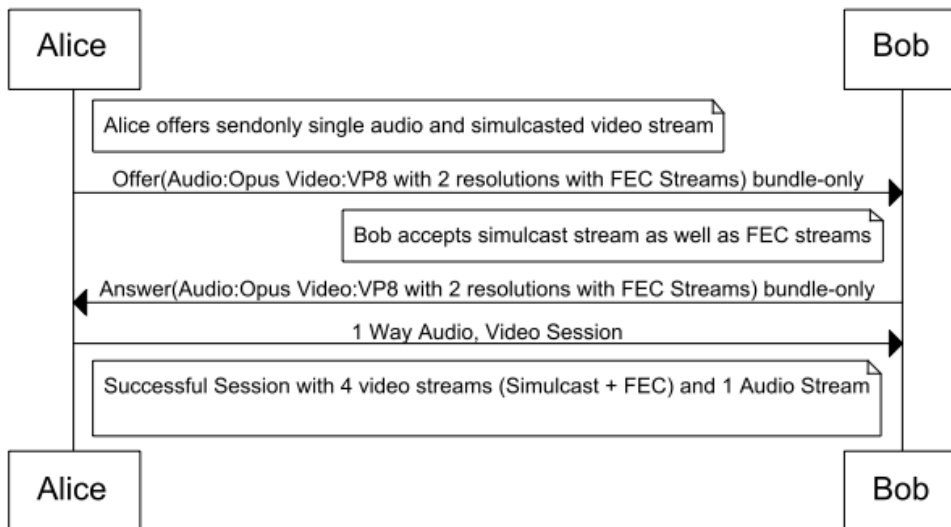 Alice Bob
Alice offers sendonly single audio and simulcasted video stream
Offer(Audio:Opus Video:VP8 with 2 resolutions with FEC Streams) bundle-only
Bob accepts simulcast stream as well as FEC streams
Answer(Audio:Opus Video:VP8 with 2 resolutions with FEC Streams) bundle-only
1 Way Audio, Video Session
Successful Session with 4 video streams (Simulcast + FEC) and 1 Audio Stream
Alice Bob